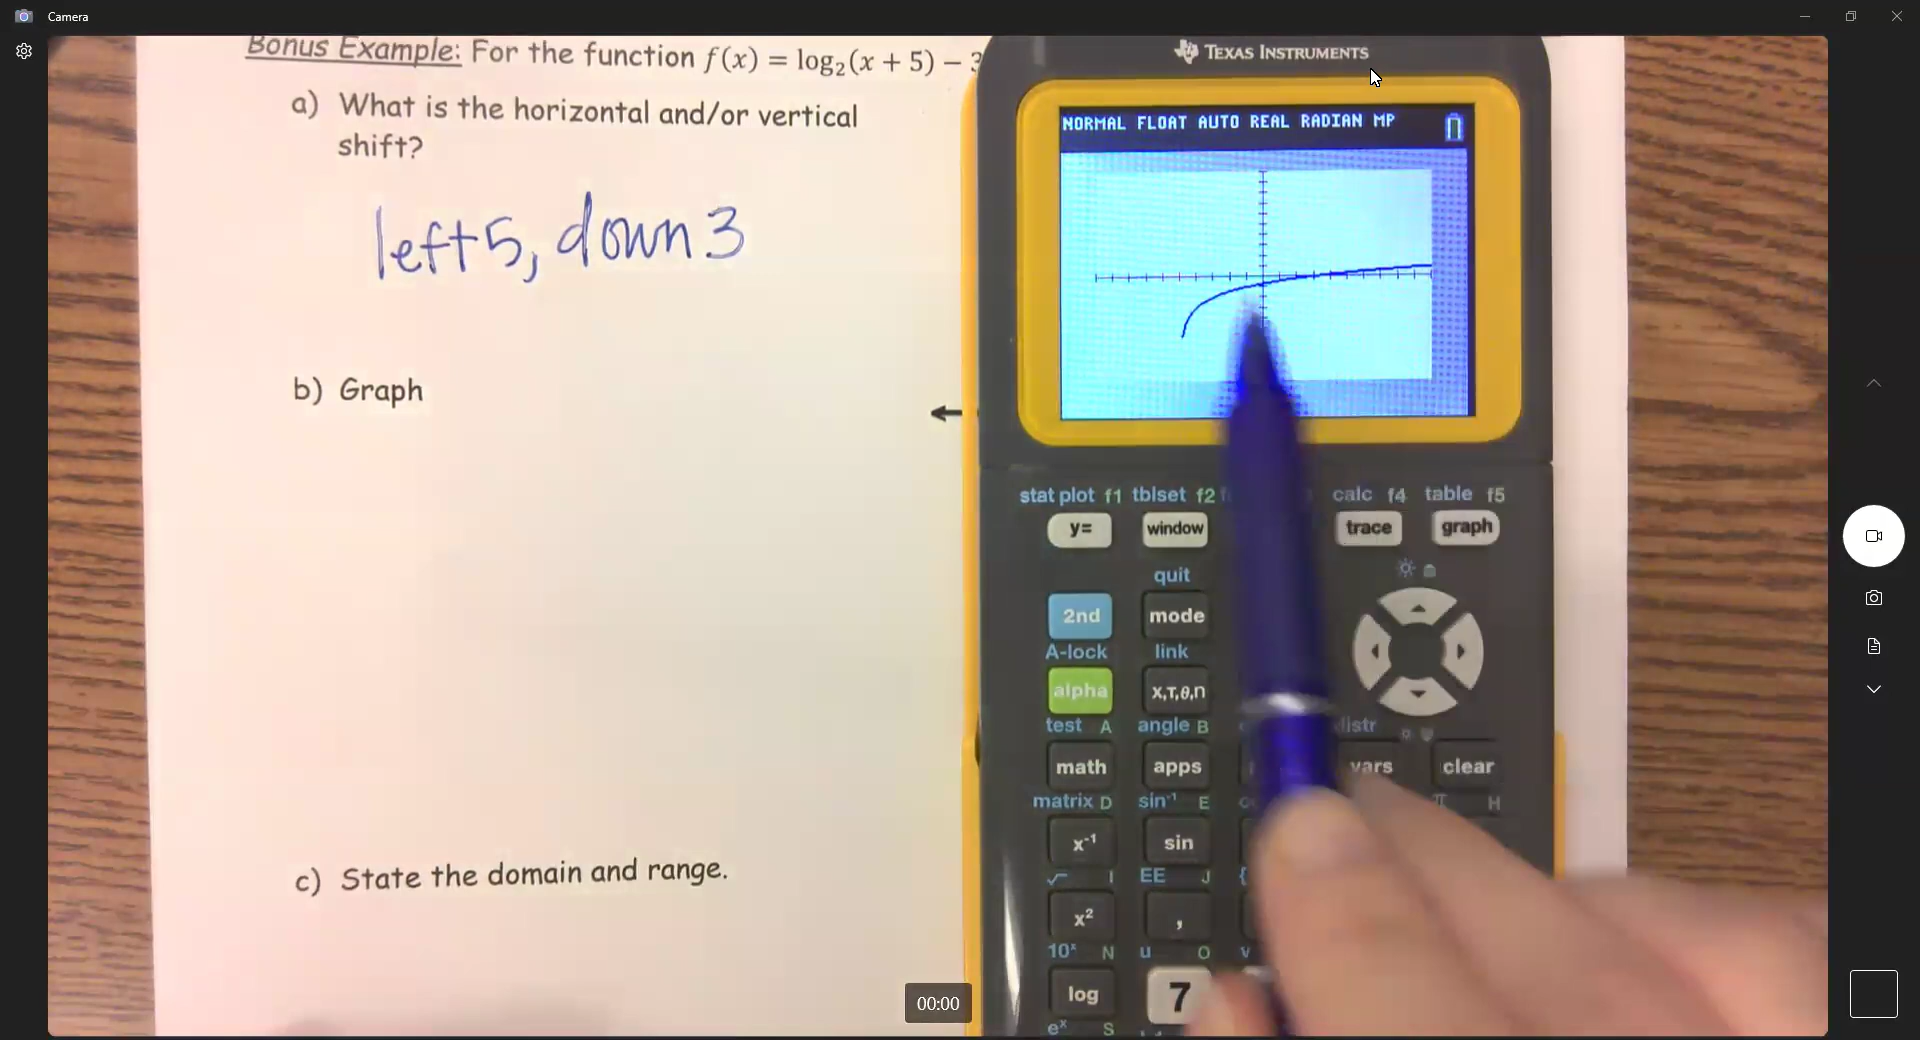 Camera
Bonus Example: For the function f(x) = log₂(x + 5) − 3
a) What is the horizontal and/or vertical
shift?
left 5, down 3
b) Graph
c) State the domain and range.
TEXAS INSTRUMENTS
NORMAL FLOAT AUTO REAL RADIAN MP
stat plot f1 tblset f2 calc f4 table f5
y= window trace graph
quit
2nd mode
A-lock link
alpha X,T,θ,n
test A angle B distr
math apps vars clear
matrix D sin⁻¹ E π H
x⁻¹ sin
√ I EE J {
x² ,
10ˣ N u O v
log 7
eˣ S
00:00